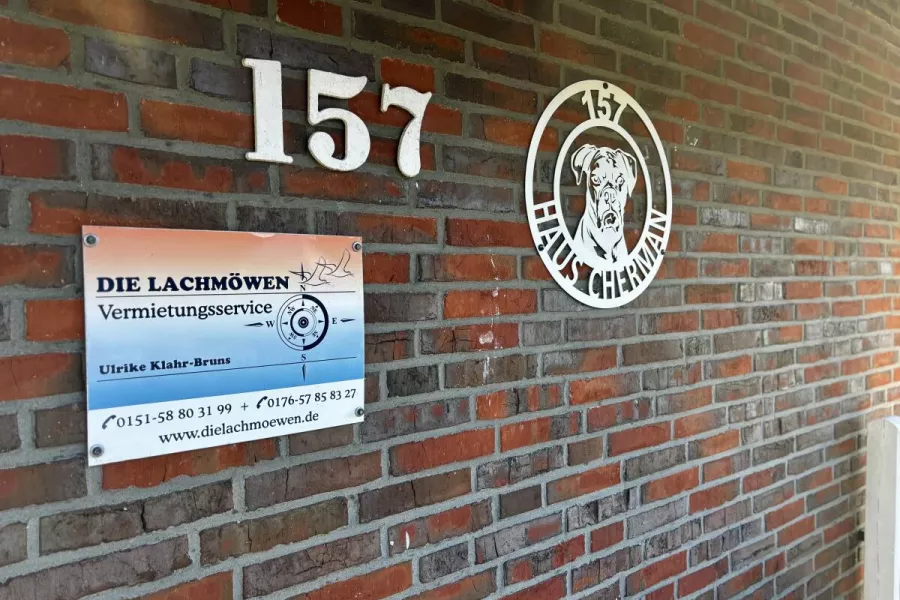 157
157
HAUS CHERMAN
DIE LACHMÖWEN
Vermietungsservice
N
W E
S
Ulrike Klahr-Bruns
0151-58 80 31 99 + 0176-57 85 83 27
www.dielachmoewen.de